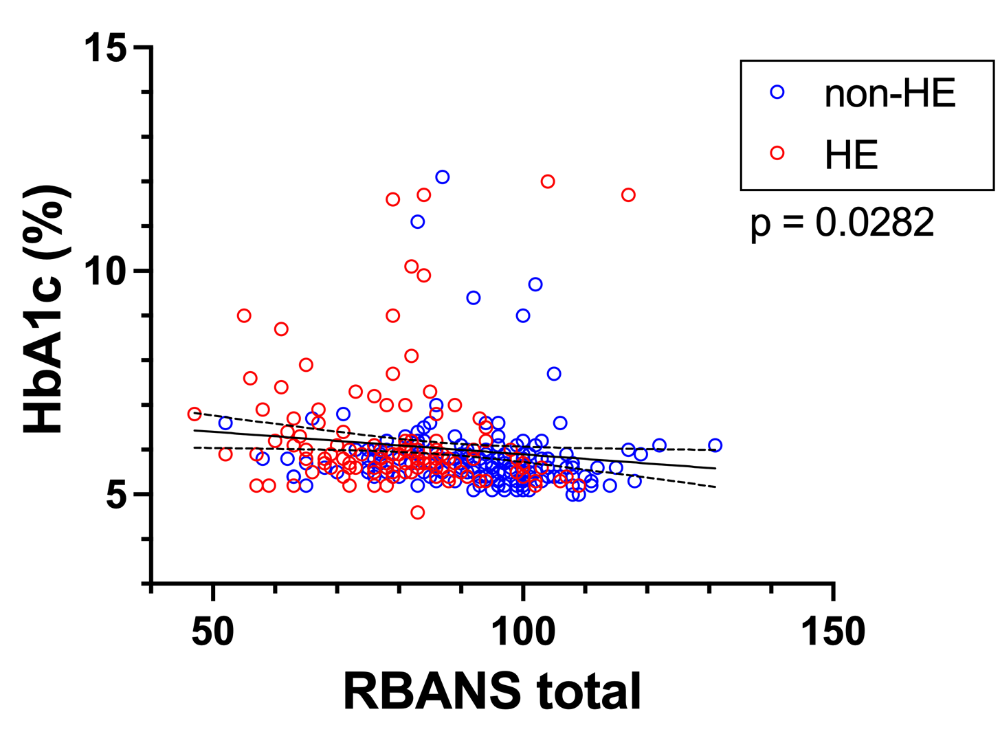 15
non-HE
HE
p = 0.0282
HbA1c (%)
10
5
50
100
150
RBANS total